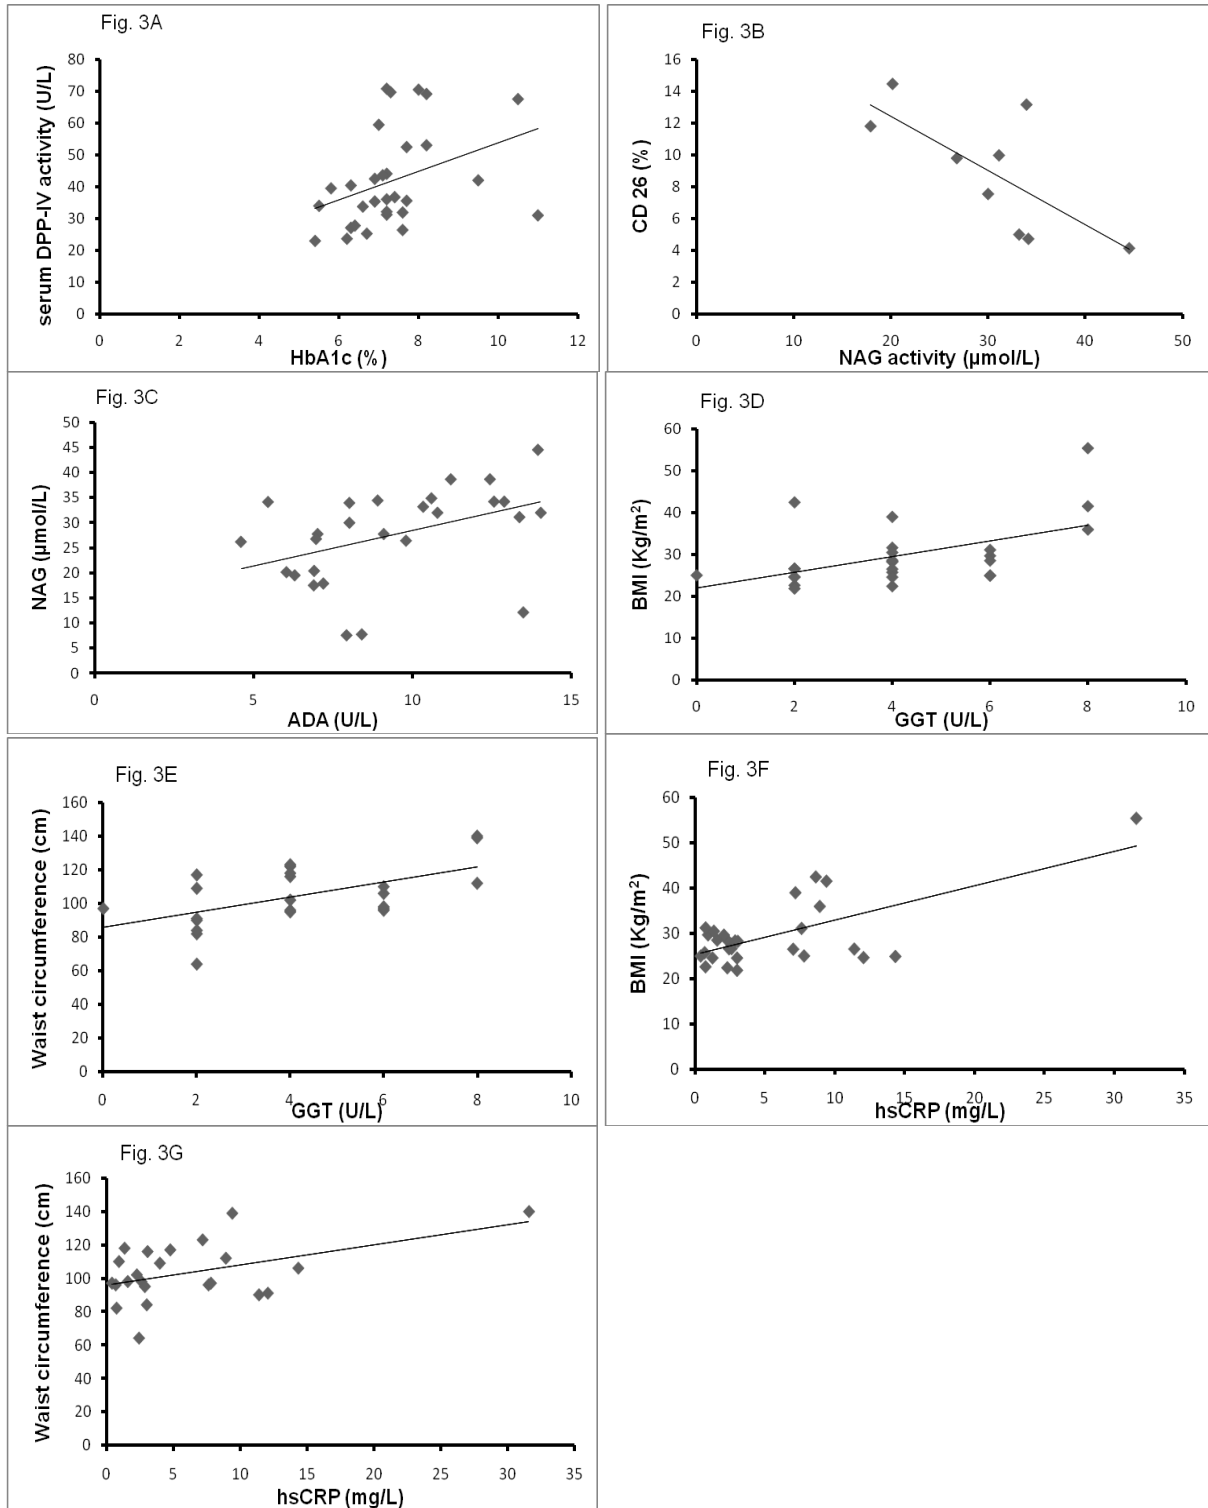 Fig. 3A
serum DPP-IV activity (U/L)
80
70
60
50
40
30
20
10
0
0 2 4 6 8 10 12
HbA1c (%)
Fig. 3B
CD 26 (%)
16
14
12
10
8
6
4
2
0
0 10 20 30 40 50
NAG activity (µmol/L)
Fig. 3C
NAG (µmol/L)
50
45
40
35
30
25
20
15
10
5
0
0 5 10 15
ADA (U/L)
Fig. 3D
BMI (Kg/m²)
60
50
40
30
20
10
0
0 2 4 6 8 10
GGT (U/L)
Fig. 3E
Waist circumference (cm)
160
140
120
100
80
60
40
20
0
0 2 4 6 8 10
GGT (U/L)
Fig. 3F
BMI (Kg/m²)
60
50
40
30
20
10
0
0 5 10 15 20 25 30 35
hsCRP (mg/L)
Fig. 3G
Waist circumference (cm)
160
140
120
100
80
60
40
20
0
0 5 10 15 20 25 30 35
hsCRP (mg/L)